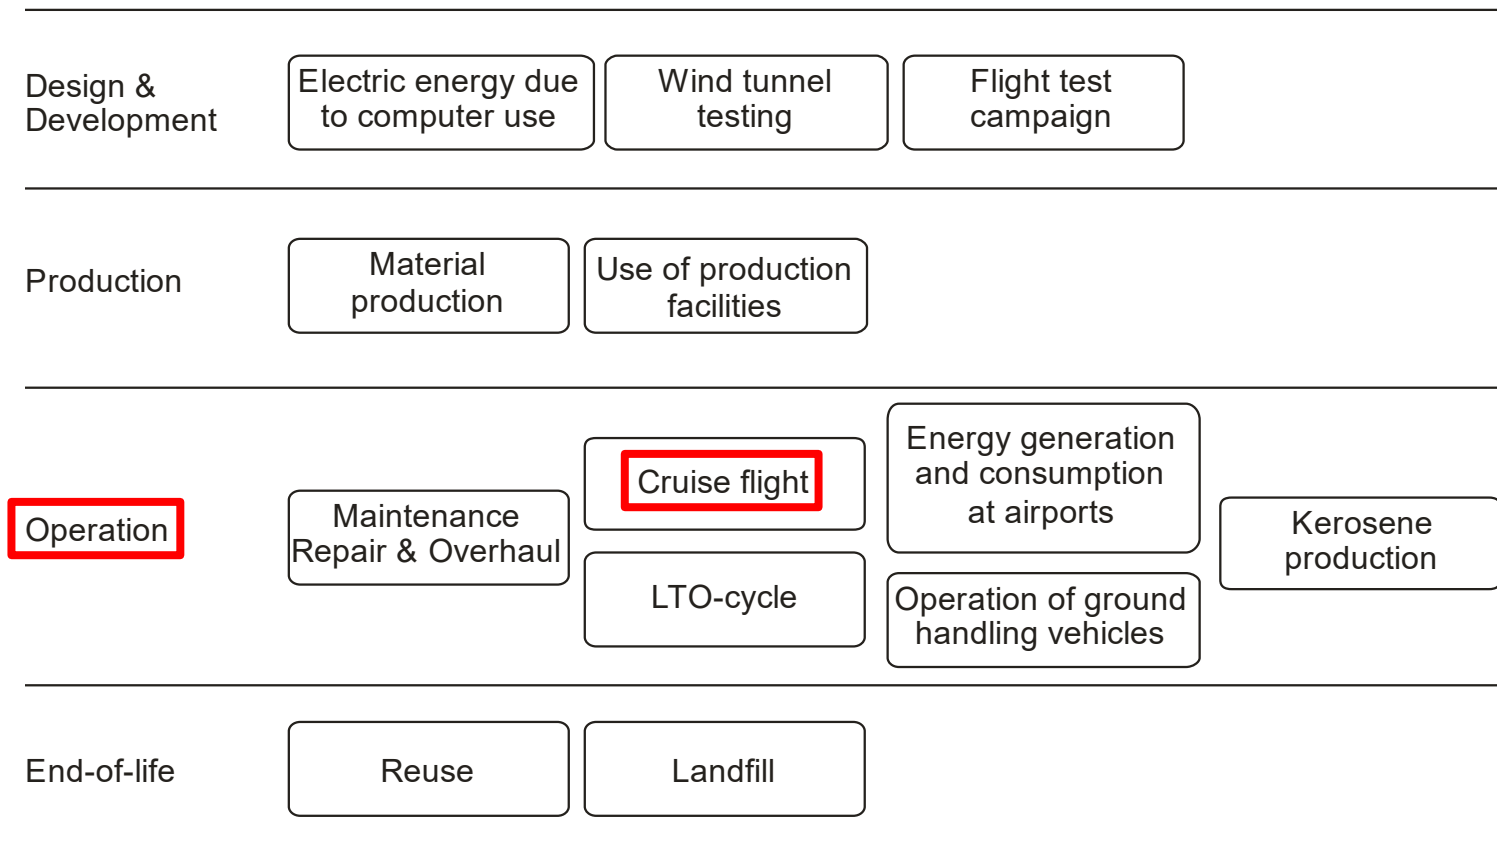 Design &
Development
Electric energy due
to computer use
Wind tunnel
testing
Flight test
campaign
Production
Material
production
Use of production
facilities
Operation
Maintenance
Repair & Overhaul
Cruise flight
LTO-cycle
Energy generation
and consumption
at airports
Operation of ground
handling vehicles
Kerosene
production
End-of-life
Reuse
Landfill